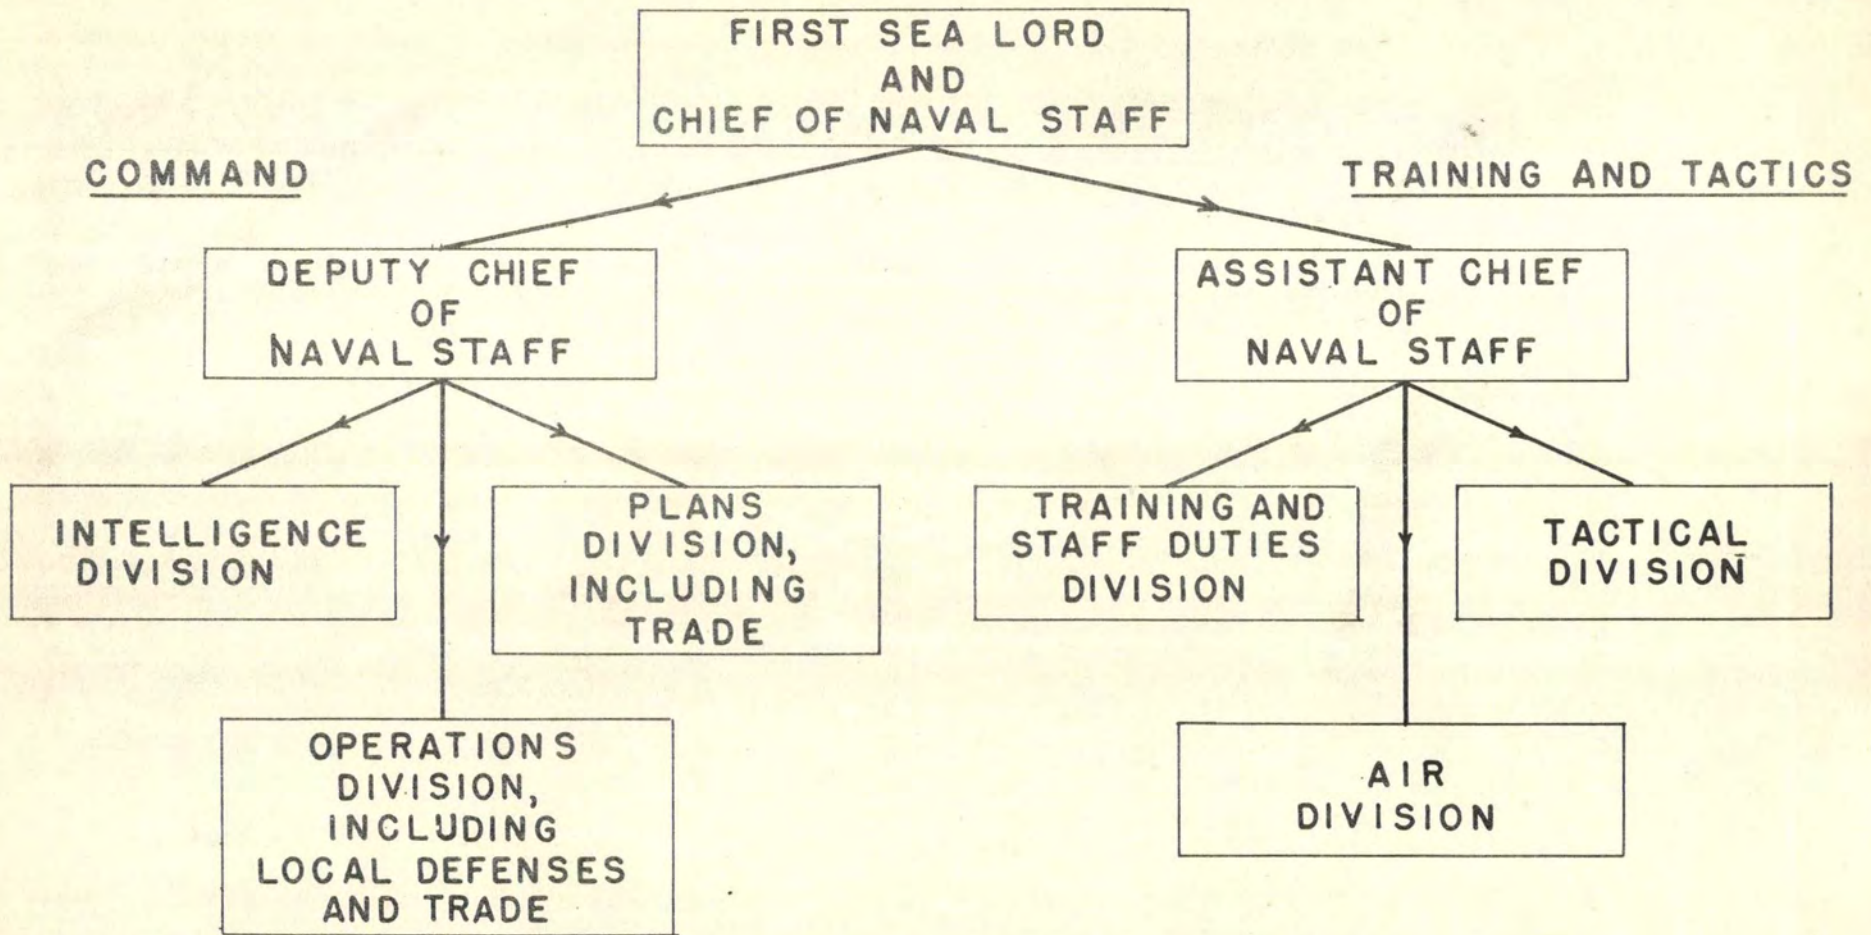 FIRST SEA LORD
AND
CHIEF OF NAVAL STAFF
COMMAND
TRAINING AND TACTICS
DEPUTY CHIEF
OF
NAVAL STAFF
ASSISTANT CHIEF
OF
NAVAL STAFF
INTELLIGENCE
DIVISION
PLANS
DIVISION,
INCLUDING
TRADE
TRAINING AND
STAFF DUTIES
DIVISION
TACTICAL
DIVISION
OPERATIONS
DIVISION,
INCLUDING
LOCAL DEFENSES
AND TRADE
AIR
DIVISION